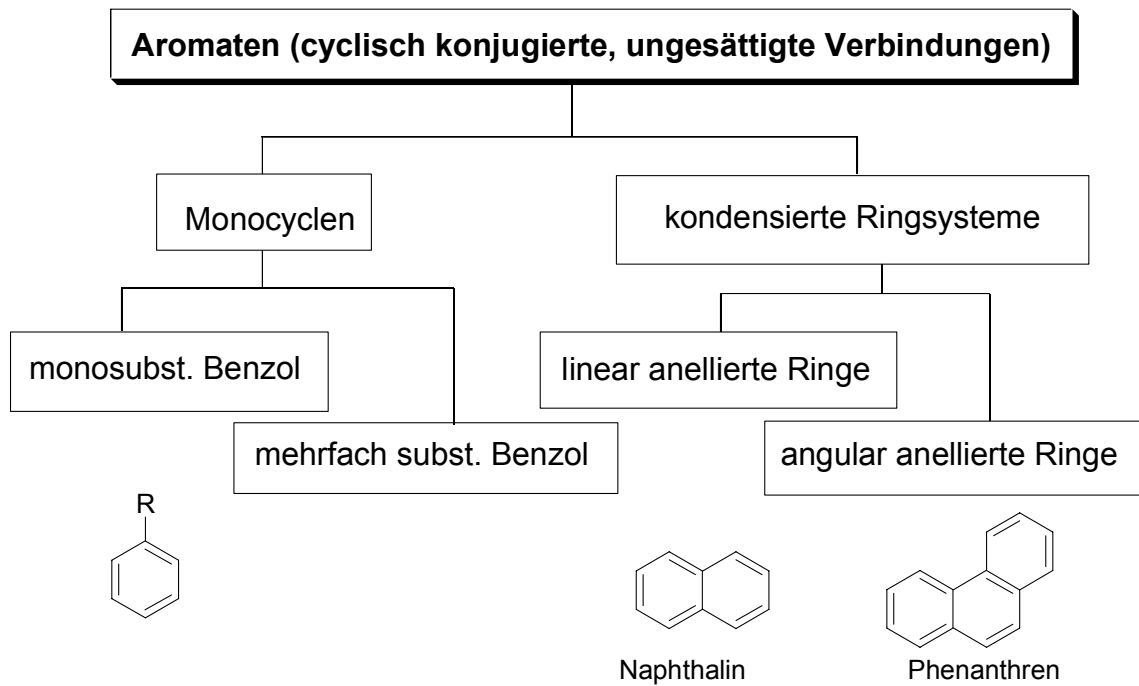 Aromaten (cyclisch konjugierte, ungesättigte Verbindungen)
Monocyclen
kondensierte Ringsysteme
monosubst. Benzol
linear anellierte Ringe
mehrfach subst. Benzol
angular anellierte Ringe
R
Naphthalin
Phenanthren